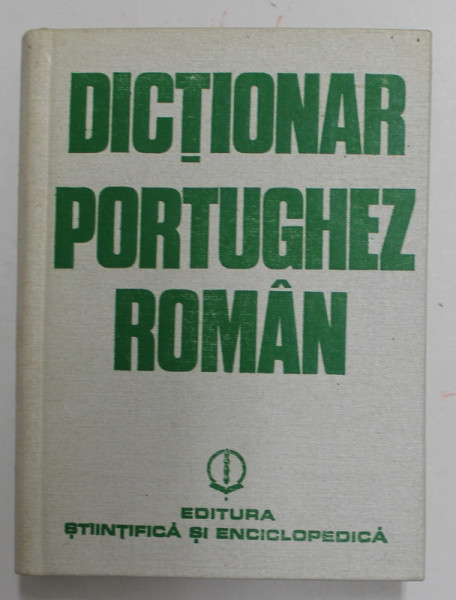 DICȚIONAR
PORTUGHEZ
ROMÂN
EDITURA
ȘTIINȚIFICĂ ȘI ENCICLOPEDICĂ